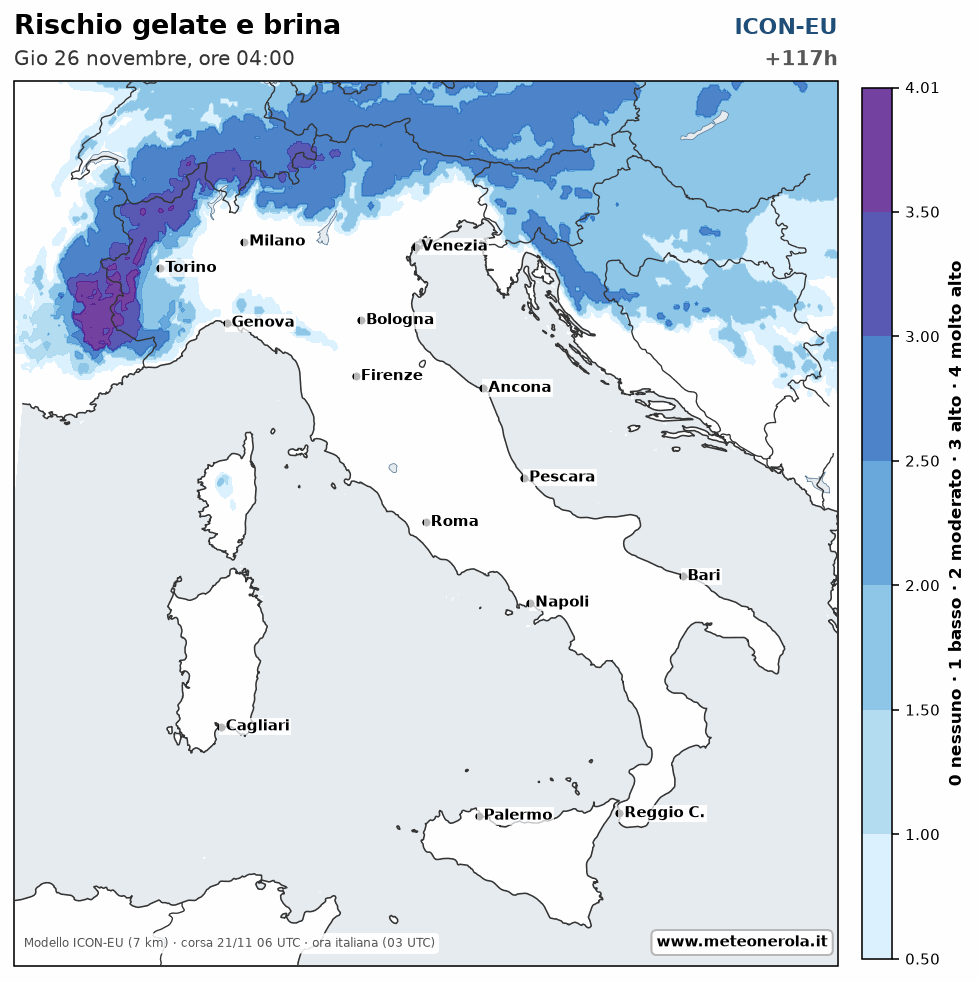 Rischio gelate e brina
ICON-EU
Gio 26 novembre, ore 04:00
+117h
4.01
3.50
3.00
2.50
2.00
1.50
1.00
0.50
0 nessuno · 1 basso · 2 moderato · 3 alto · 4 molto alto
Milano
Venezia
Torino
Genova
Bologna
Firenze
Ancona
Pescara
Roma
Bari
Napoli
Cagliari
Palermo
Reggio C.
Modello ICON-EU (7 km) · corsa 21/11 06 UTC · ora italiana (03 UTC)
www.meteonerola.it